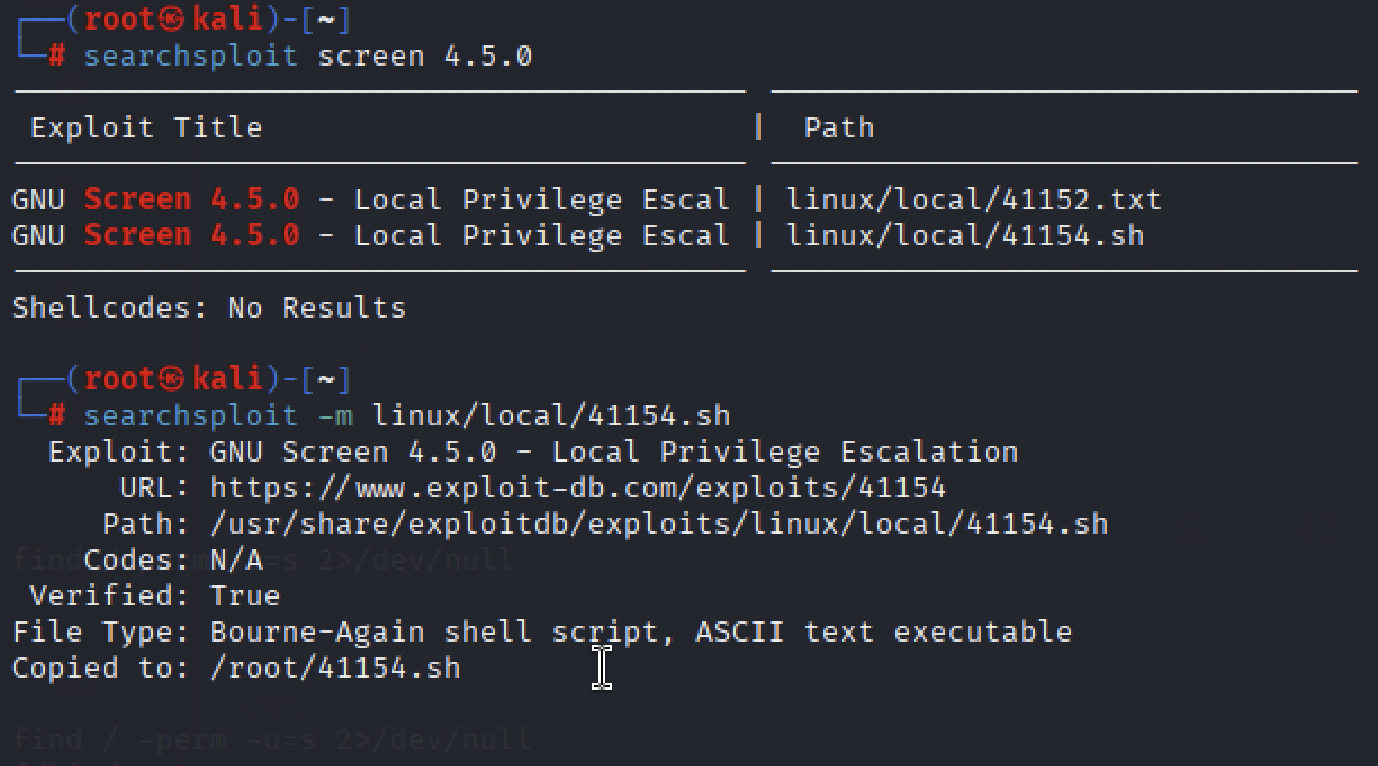 (root㉿kali)-[~]
# searchsploit screen 4.5.0
Exploit Title | Path
GNU Screen 4.5.0 - Local Privilege Escal | linux/local/41152.txt
GNU Screen 4.5.0 - Local Privilege Escal | linux/local/41154.sh
Shellcodes: No Results
(root㉿kali)-[~]
# searchsploit -m linux/local/41154.sh
Exploit: GNU Screen 4.5.0 - Local Privilege Escalation
URL: https://www.exploit-db.com/exploits/41154
Path: /usr/share/exploitdb/exploits/linux/local/41154.sh
Codes: N/A
Verified: True
File Type: Bourne-Again shell script, ASCII text executable
Copied to: /root/41154.sh
find / -perm -u=s 2>/dev/null